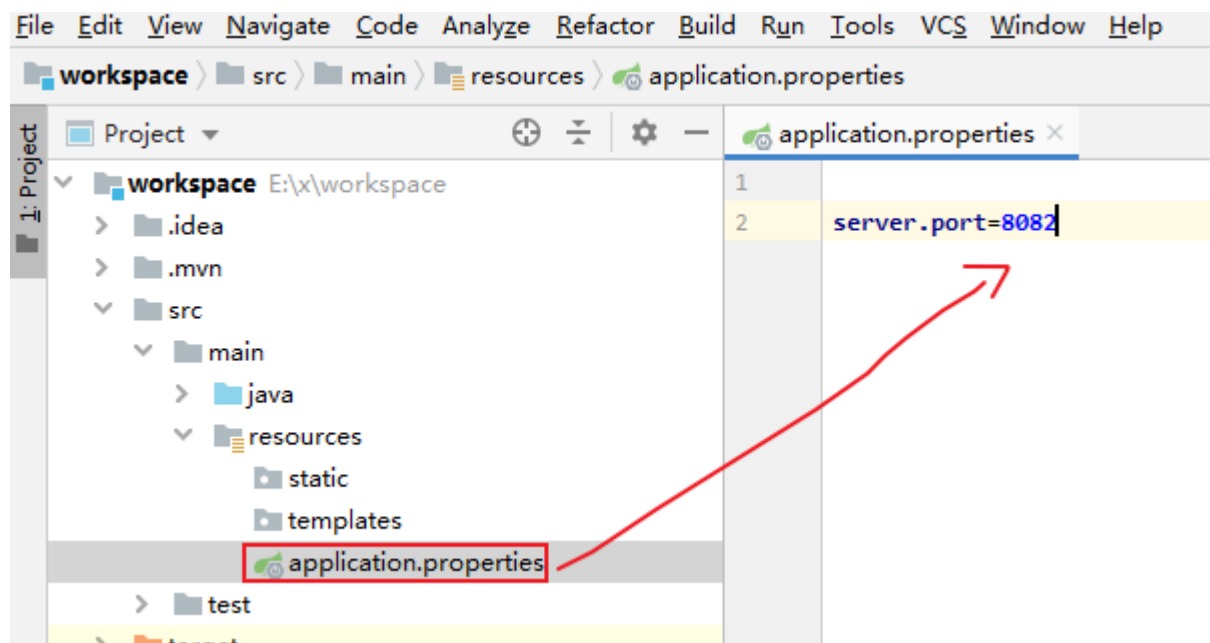 File Edit View Navigate Code Analyze Refactor Build Run Tools VCS Window Help
workspace src main resources application.properties
1: Project
Project
application.properties
workspace E:\x\workspace
.idea
.mvn
src
main
java
resources
static
templates
application.properties
test
target
1
2 server.port=8082